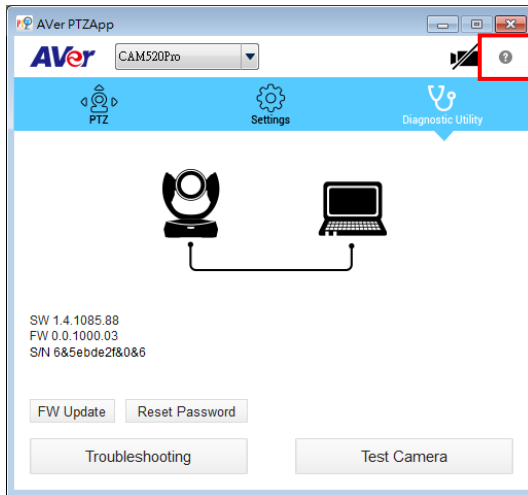 AVer PTZApp
AVer CAM520Pro ?
PTZ Settings Diagnostic Utility
SW 1.4.1085.88
FW 0.0.1000.03
S/N 6&5ebde2f&0&6
FW Update Reset Password
Troubleshooting Test Camera